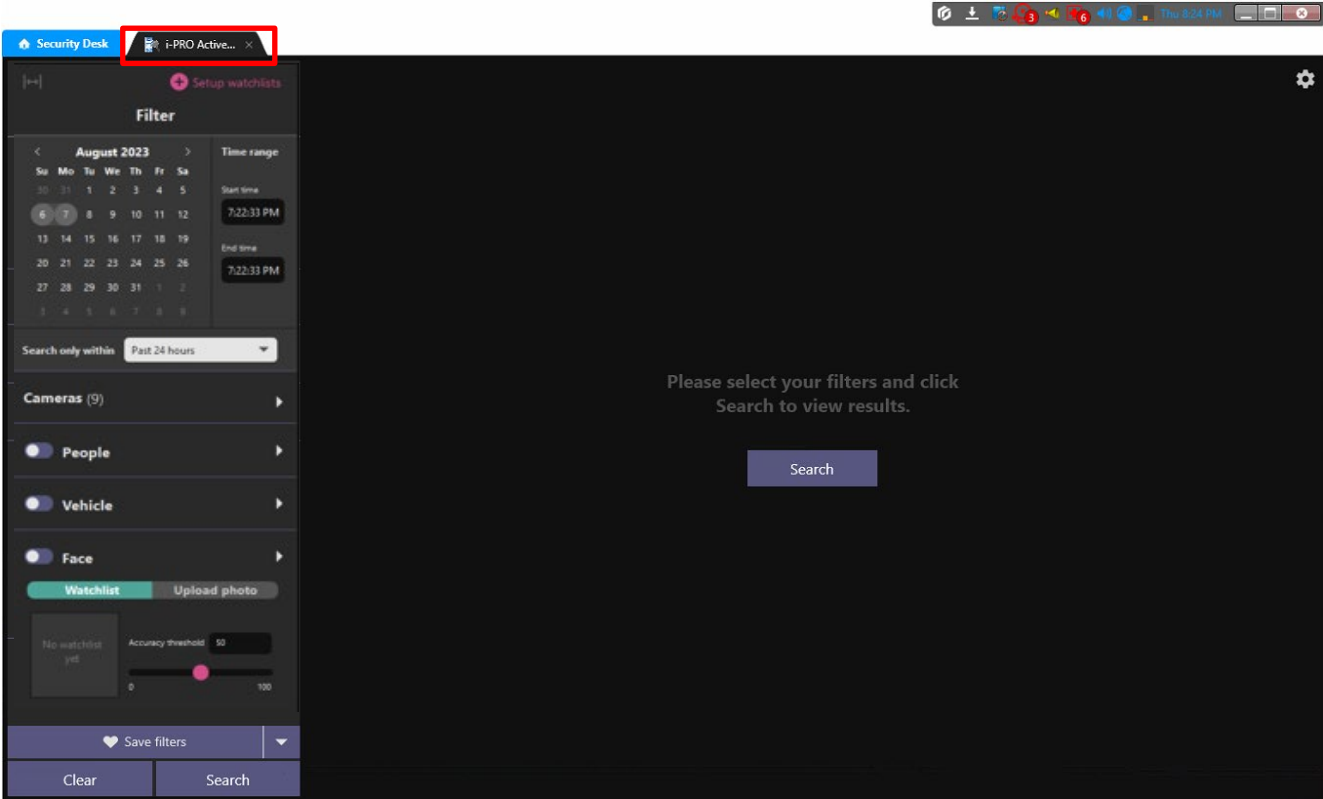 3
6
Thu 8:24 PM
Security Desk
i-PRO Active...
Setup watchlists
Filter
August 2023
Time range
Su Mo Tu We Th Fr Sa
30 31 1 2 3 4 5
Start time
6 7 8 9 10 11 12
7:22:33 PM
13 14 15 16 17 18 19
End time
20 21 22 23 24 25 26
7:22:33 PM
27 28 29 30 31 1 2
3 4 5 6 7 8 9
Search only within Past 24 hours
Cameras (9)
People
Vehicle
Face
Watchlist Upload photo
No watchlist
yet
Accuracy threshold 50
0 100
Save filters
Clear Search
Please select your filters and click
Search to view results.
Search